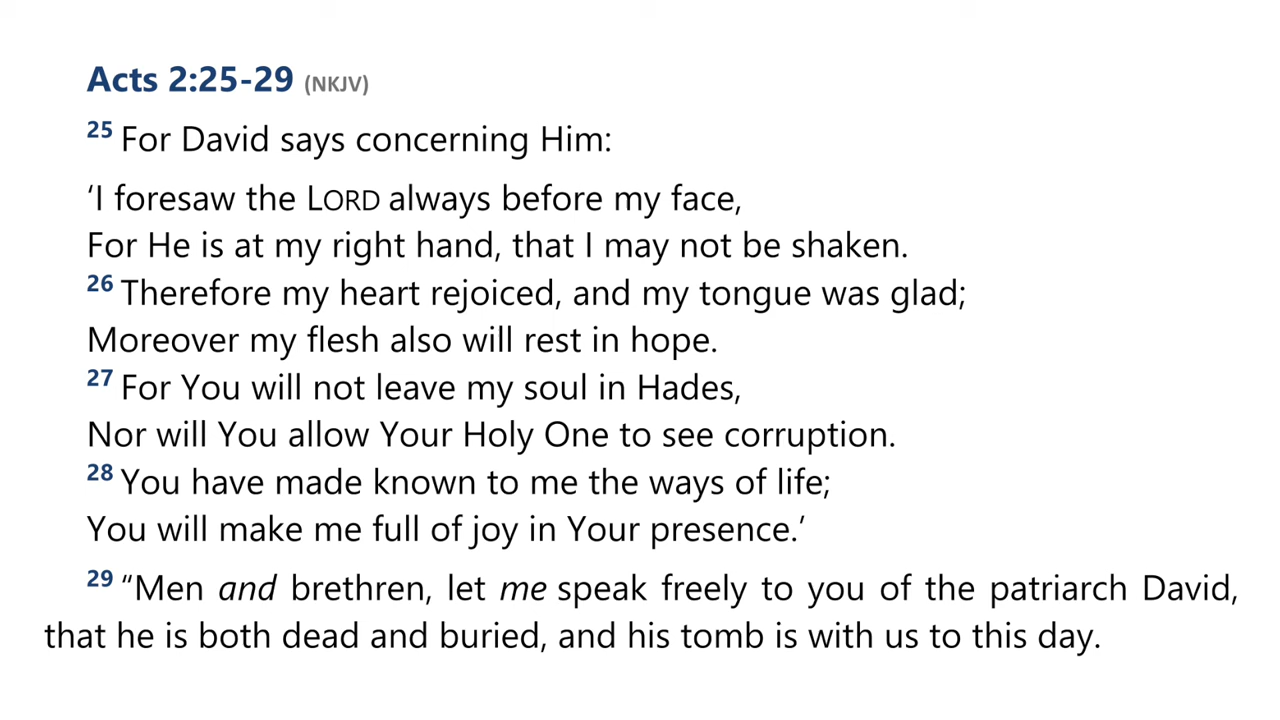 Acts 2:25-29 (NKJV)
25 For David says concerning Him:
‘I foresaw the LORD always before my face,
For He is at my right hand, that I may not be shaken.
26 Therefore my heart rejoiced, and my tongue was glad;
Moreover my flesh also will rest in hope.
27 For You will not leave my soul in Hades,
Nor will You allow Your Holy One to see corruption.
28 You have made known to me the ways of life;
You will make me full of joy in Your presence.’
29 “Men and brethren, let me speak freely to you of the patriarch David,
that he is both dead and buried, and his tomb is with us to this day.